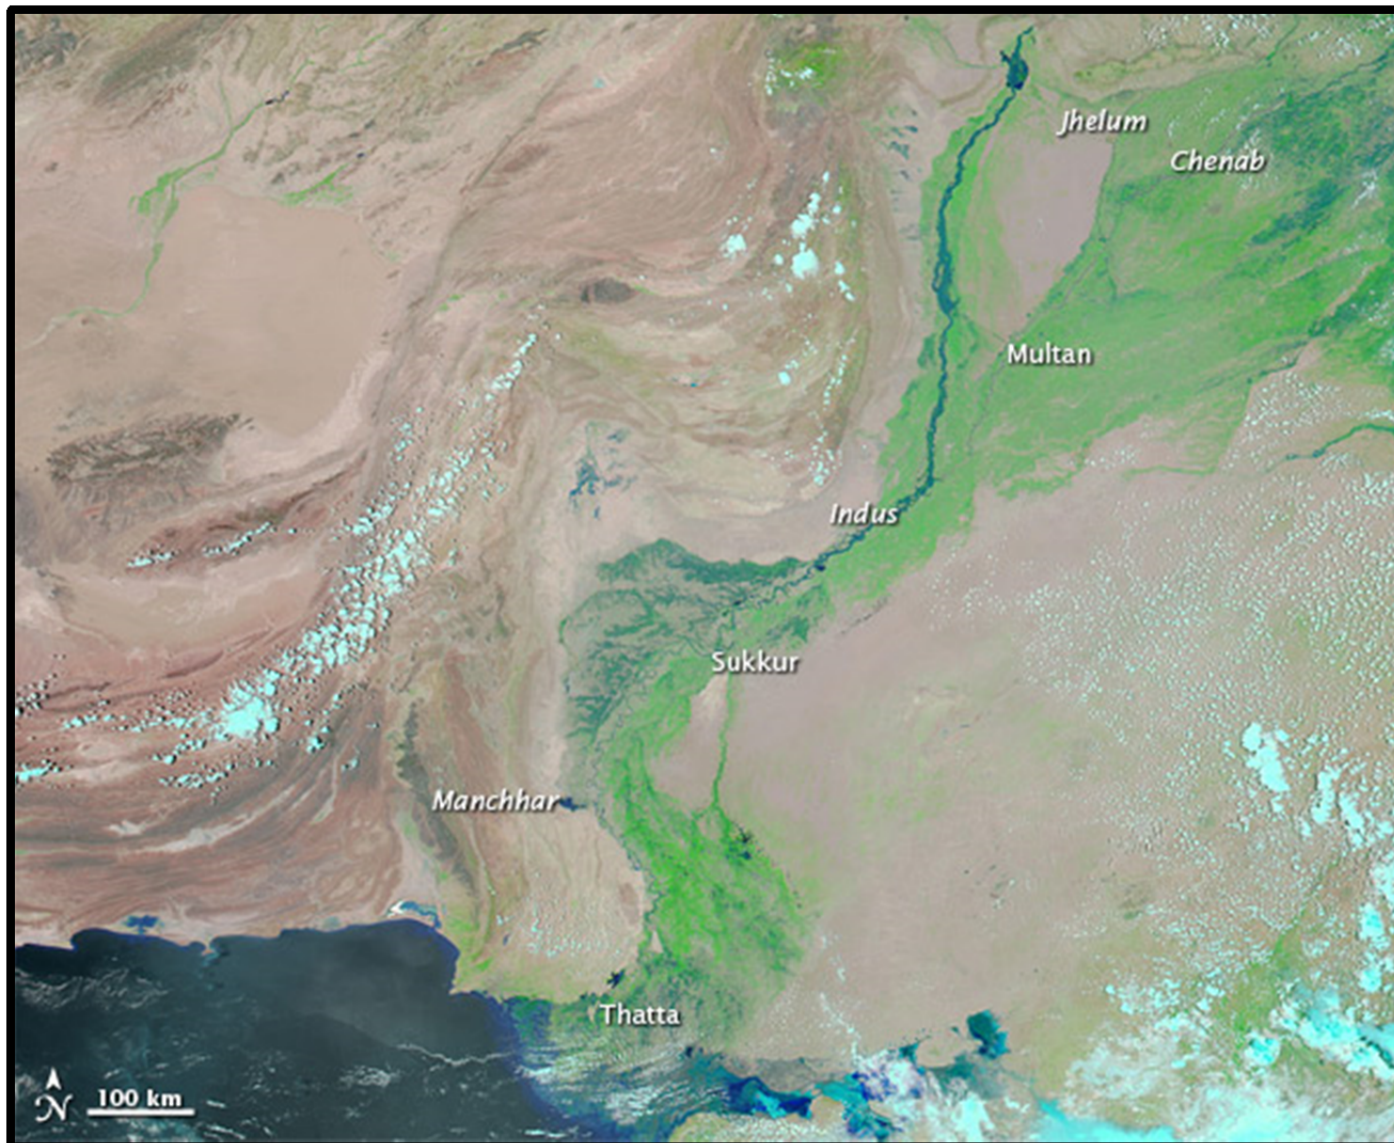 Jhelum
Chenab
Multan
Indus
Sukkur
Manchhar
Thatta
N
100 km